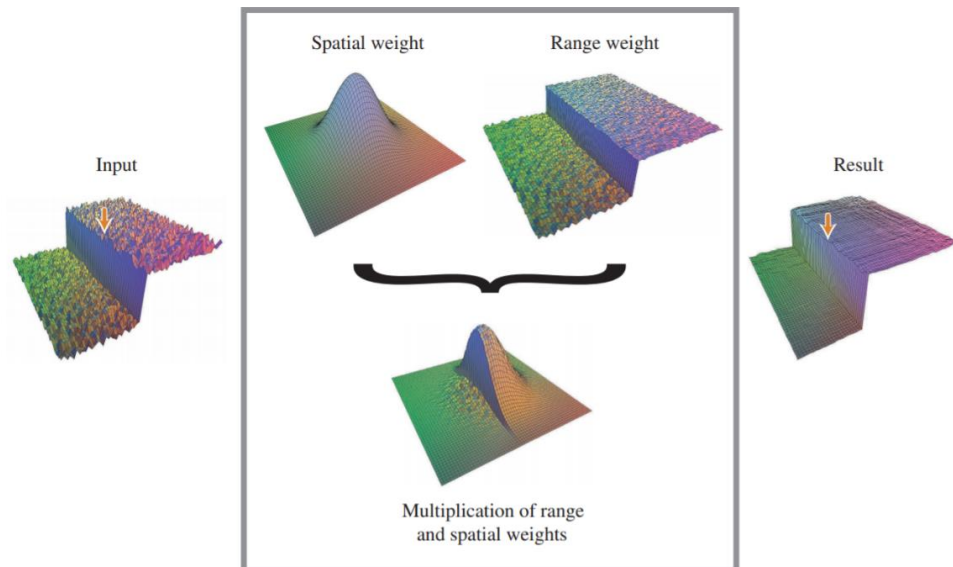 Spatial weight
Range weight
Input
Result
Multiplication of range
and spatial weights